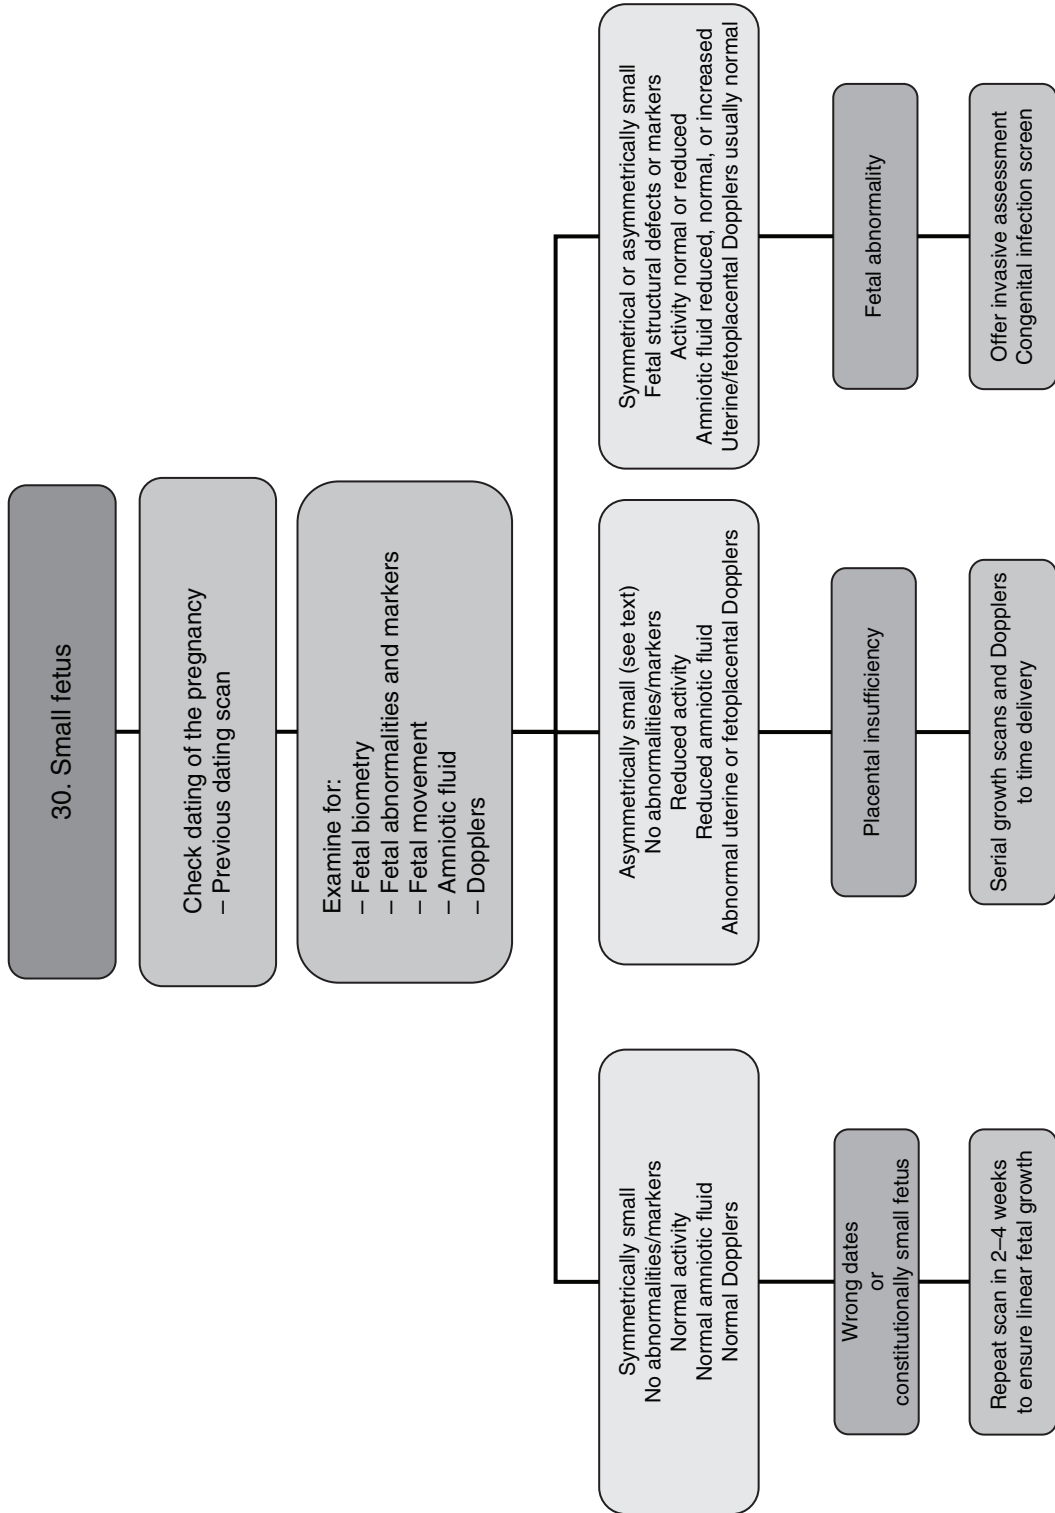 30. Small fetus
Check dating of the pregnancy
– Previous dating scan
Examine for:
– Fetal biometry
– Fetal abnormalities and markers
– Fetal movement
– Amniotic fluid
– Dopplers
Symmetrically small
No abnormalities/markers
Normal activity
Normal amniotic fluid
Normal Dopplers
Wrong dates
or
constitutionally small fetus
Repeat scan in 2–4 weeks
to ensure linear fetal growth
Asymmetrically small (see text)
No abnormalities/markers
Reduced activity
Reduced amniotic fluid
Abnormal uterine or fetoplacental Dopplers
Placental insufficiency
Serial growth scans and Dopplers
to time delivery
Symmetrical or asymmetrically small
Fetal structural defects or markers
Activity normal or reduced
Amniotic fluid reduced, normal, or increased
Uterine/fetoplacental Dopplers usually normal
Fetal abnormality
Offer invasive assessment
Congenital infection screen